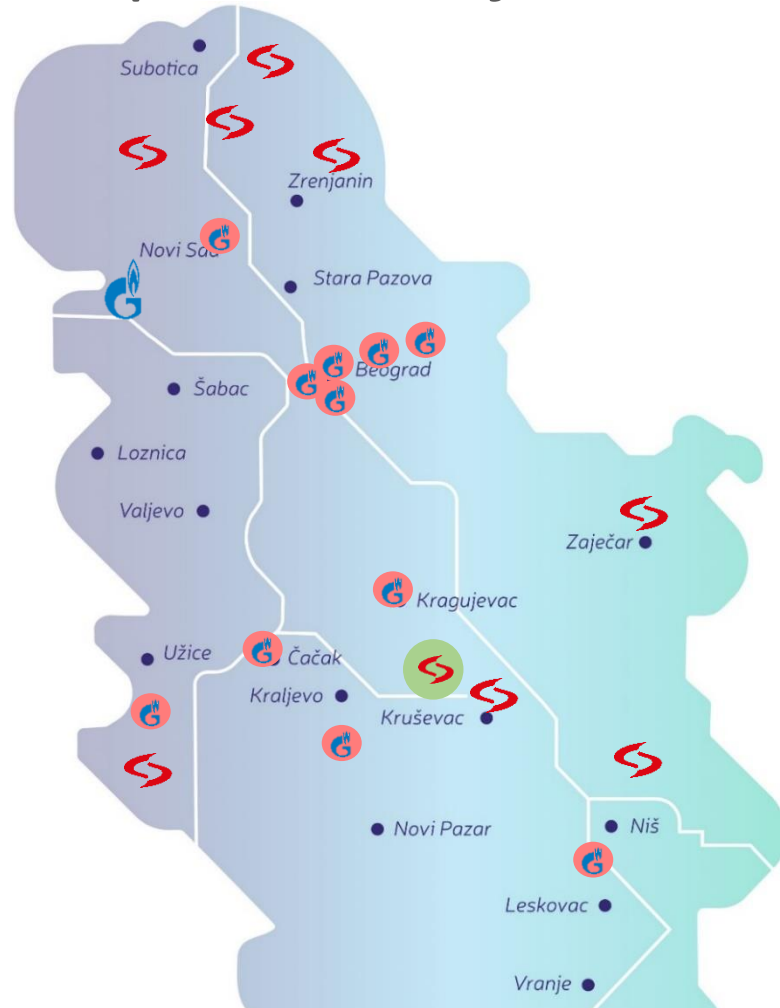 Subotica
Zrenjanin
Novi Sad
Stara Pazova
Beograd
Šabac
Loznica
Valjevo
Zaječar
Kragujevac
Užice
Čačak
Kraljevo
Kruševac
Novi Pazar
Niš
Leskovac
Vranje